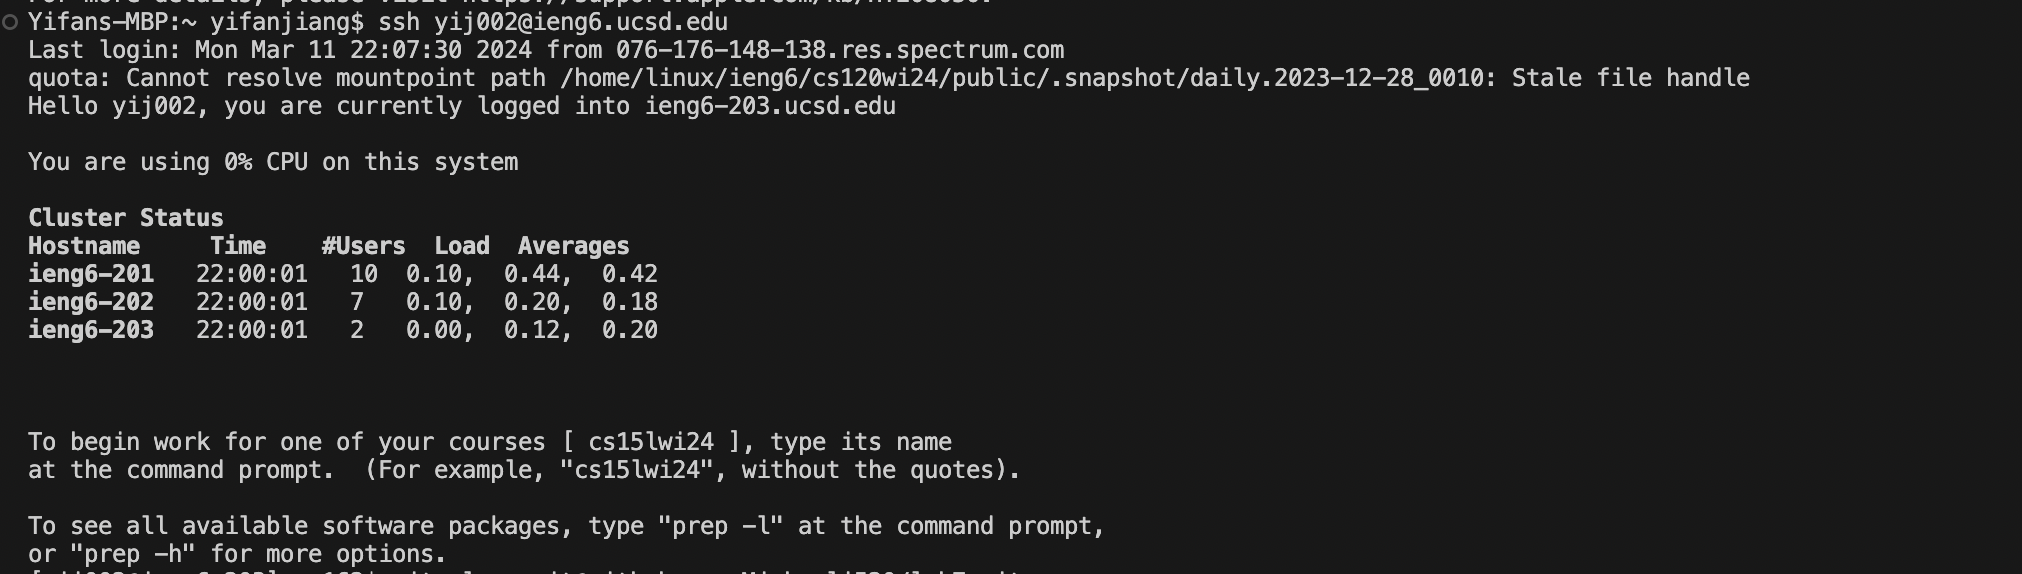 Yifans-MBP:~ yifanjiang$ ssh yij002@ieng6.ucsd.edu
Last login: Mon Mar 11 22:07:30 2024 from 076-176-148-138.res.spectrum.com
quota: Cannot resolve mountpoint path /home/linux/ieng6/cs120wi24/public/.snapshot/daily.2023-12-28_0010: Stale file handle
Hello yij002, you are currently logged into ieng6-203.ucsd.edu
You are using 0% CPU on this system
Cluster Status
Hostname     Time    #Users  Load  Averages
ieng6-201   22:00:01   10  0.10,  0.44,  0.42
ieng6-202   22:00:01   7   0.10,  0.20,  0.18
ieng6-203   22:00:01   2   0.00,  0.12,  0.20
To begin work for one of your courses [ cs15lwi24 ], type its name
at the command prompt.  (For example, "cs15lwi24", without the quotes).
To see all available software packages, type "prep -l" at the command prompt,
or "prep -h" for more options.